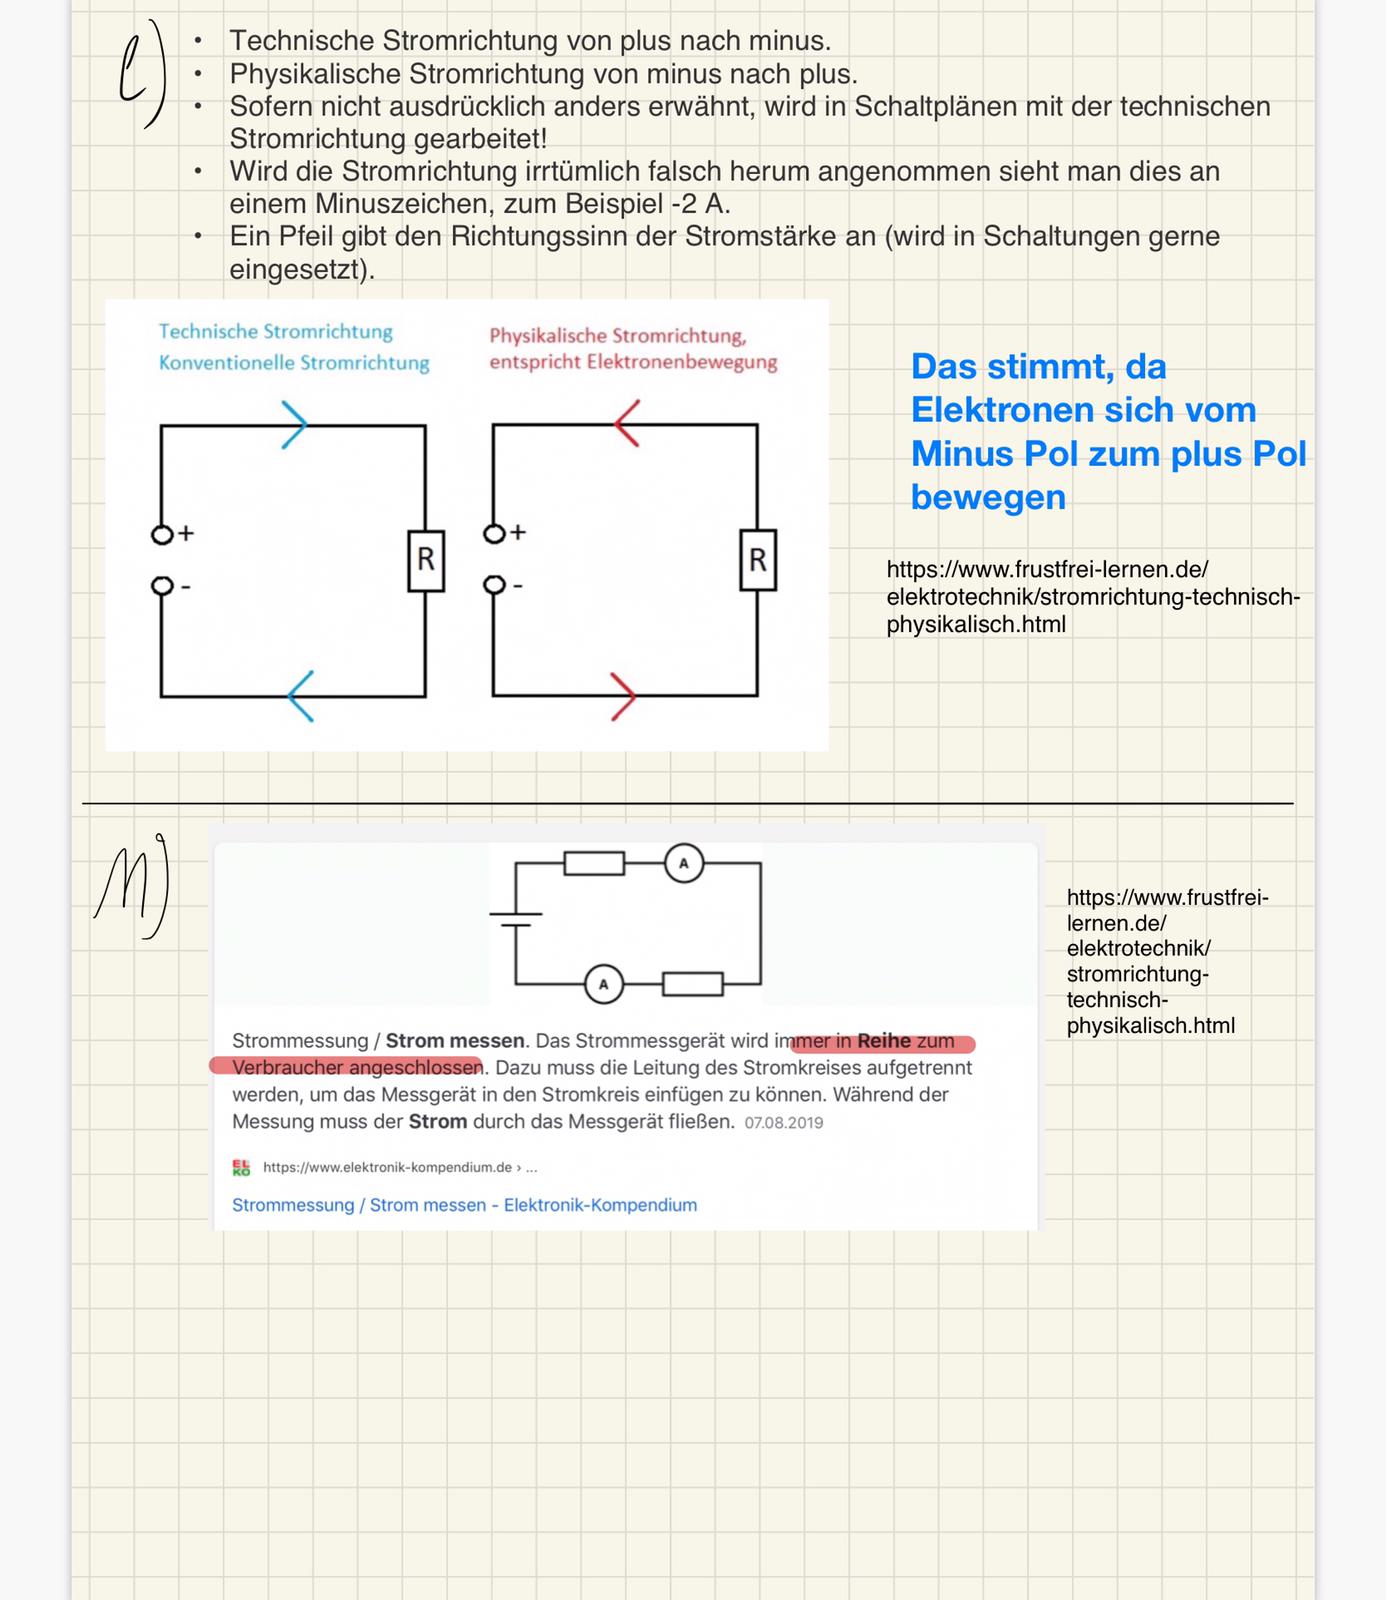 l)
• Technische Stromrichtung von plus nach minus.
• Physikalische Stromrichtung von minus nach plus.
• Sofern nicht ausdrücklich anders erwähnt, wird in Schaltplänen mit der technischen
Stromrichtung gearbeitet!
• Wird die Stromrichtung irrtümlich falsch herum angenommen sieht man dies an
einem Minuszeichen, zum Beispiel -2 A.
• Ein Pfeil gibt den Richtungssinn der Stromstärke an (wird in Schaltungen gerne
eingesetzt).
Technische Stromrichtung
Konventionelle Stromrichtung
+
-
R
Physikalische Stromrichtung,
entspricht Elektronenbewegung
+
-
R
Das stimmt, da
Elektronen sich vom
Minus Pol zum plus Pol
bewegen
https://www.frustfrei-lernen.de/
elektrotechnik/stromrichtung-technisch-
physikalisch.html
M)
A
A
Strommessung / Strom messen. Das Strommessgerät wird immer in Reihe zum
Verbraucher angeschlossen. Dazu muss die Leitung des Stromkreises aufgetrennt
werden, um das Messgerät in den Stromkreis einfügen zu können. Während der
Messung muss der Strom durch das Messgerät fließen. 07.08.2019
EL
KO
https://www.elektronik-kompendium.de › ...
Strommessung / Strom messen - Elektronik-Kompendium
https://www.frustfrei-
lernen.de/
elektrotechnik/
stromrichtung-
technisch-
physikalisch.html